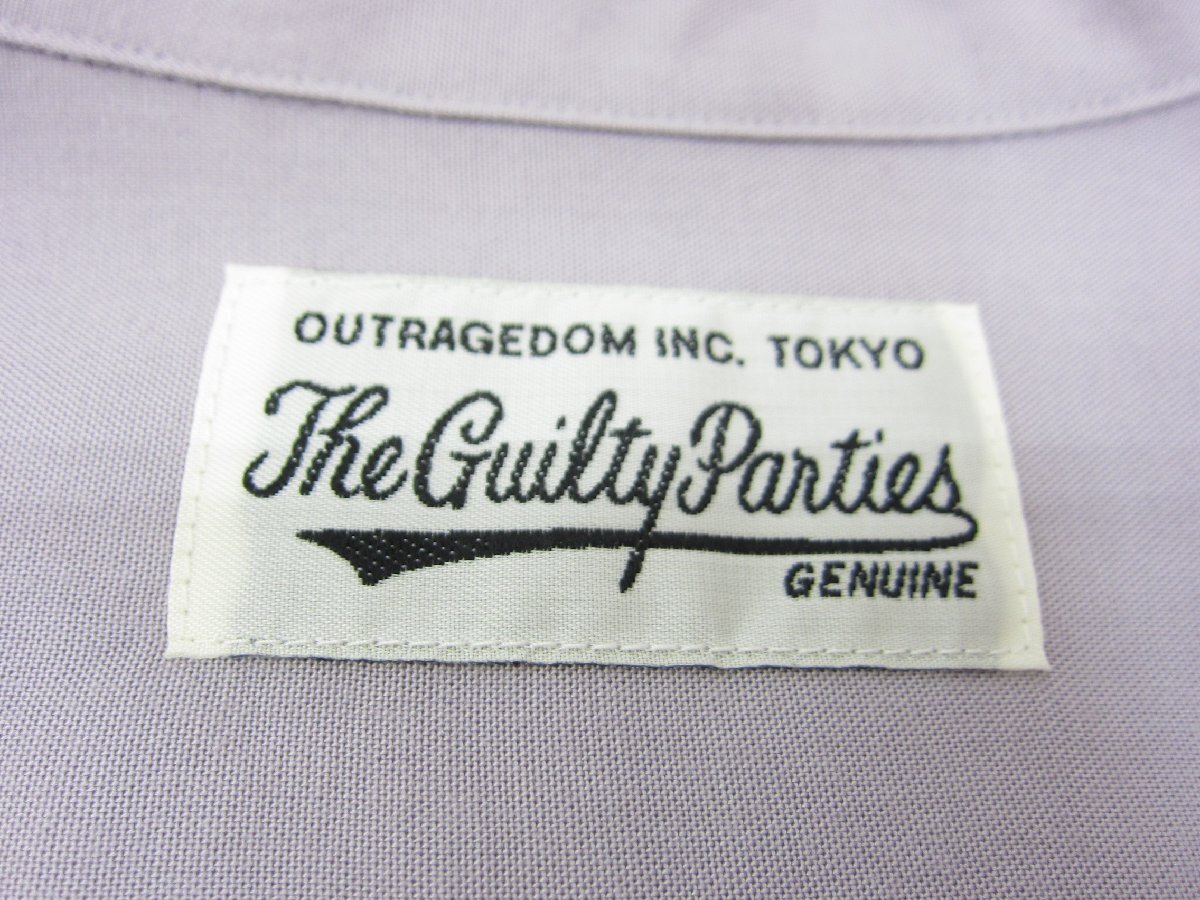 OUTRAGEDOM INC. TOKYO
The Guilty Parties
GENUINE